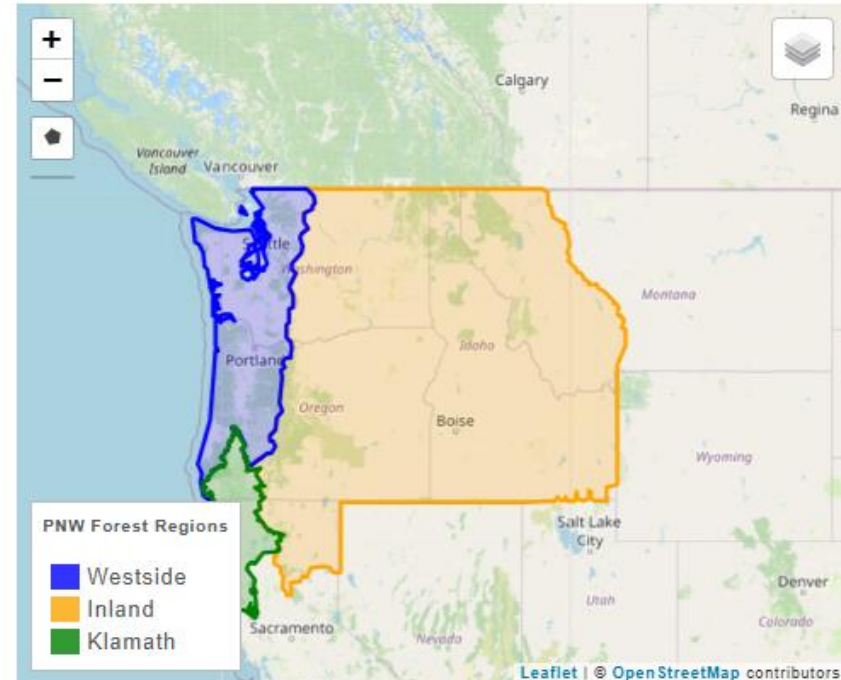 +
−
Calgary
Regina
Vancouver
Island
Vancouver
Washington
Montana
Portland
Idaho
Oregon
Boise
Wyoming
Salt Lake
City
Denver
Utah
Colorado
Sacramento
Nevada
PNW Forest Regions
Westside
Inland
Klamath
Leaflet | © OpenStreetMap contributors